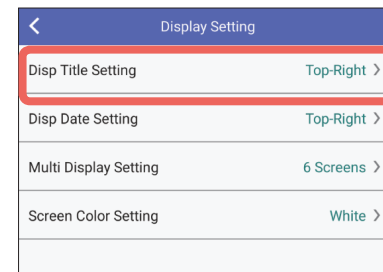 Display Setting
Disp Title Setting Top-Right
Disp Date Setting Top-Right
Multi Display Setting 6 Screens
Screen Color Setting White